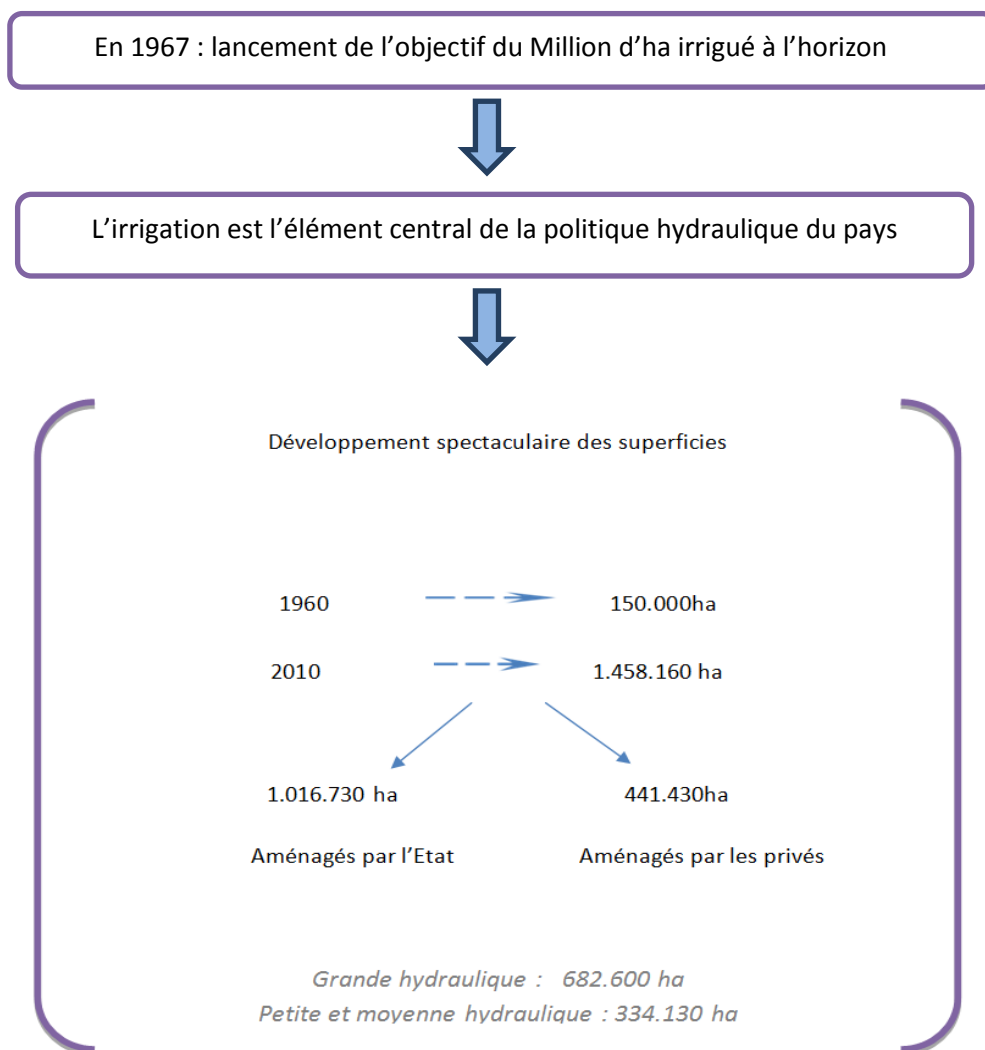 En 1967 : lancement de l’objectif du Million d’ha irrigué à l’horizon
L’irrigation est l’élément central de la politique hydraulique du pays
Développement spectaculaire des superficies
1960 150.000ha
2010 1.458.160 ha
1.016.730 ha 441.430ha
Aménagés par l’Etat Aménagés par les privés
Grande hydraulique : 682.600 ha
Petite et moyenne hydraulique : 334.130 ha